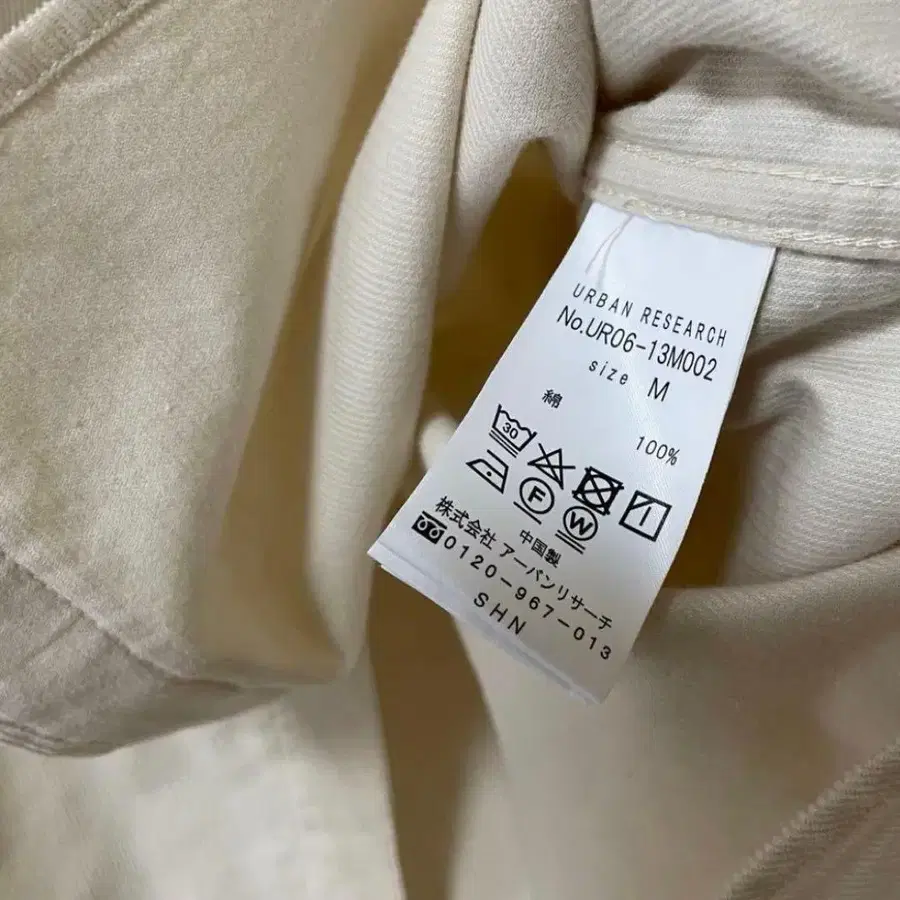 URBAN RESEARCH
No.UR06-13M002
size M
綿 100%
30
F W
中国製
株式会社 アーバンリサーチ
0120-967-013
SHN